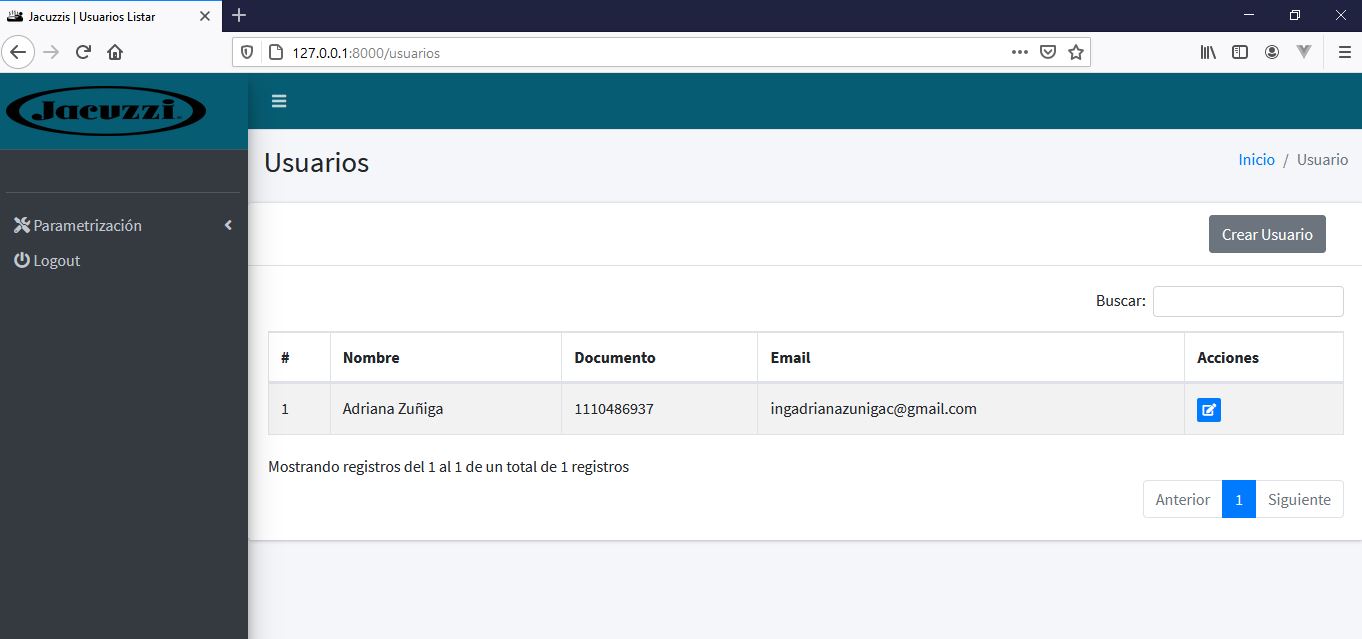 Jacuzzis | Usuarios Listar
127.0.0.1:8000/usuarios
Jacuzzi
Usuarios
Inicio / Usuario
Parametrización
Logout
Crear Usuario
Buscar:
# Nombre Documento Email Acciones
1 Adriana Zuñiga 1110486937 ingadrianazunigac@gmail.com
Mostrando registros del 1 al 1 de un total de 1 registros
Anterior 1 Siguiente